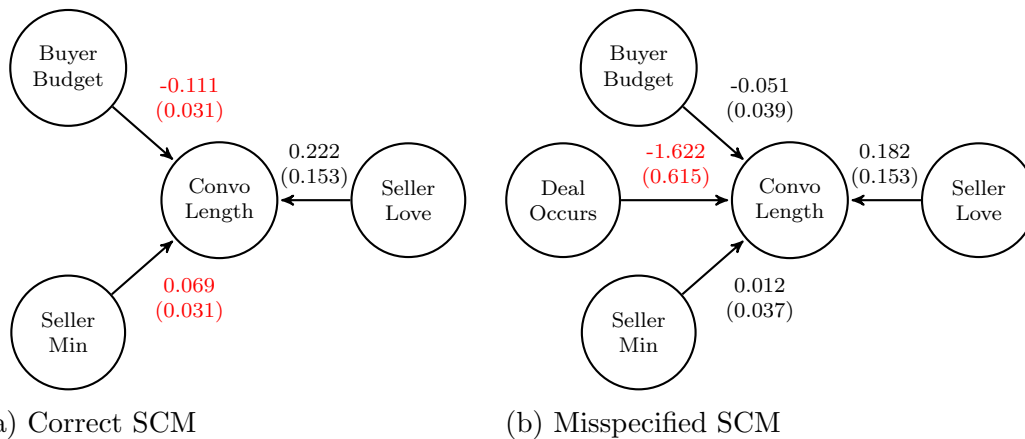 Buyer
Budget
-0.111
(0.031)
Convo
Length
0.222
(0.153)
Seller
Love
0.069
(0.031)
Seller
Min
) Correct SCM
Buyer
Budget
-0.051
(0.039)
Deal
Occurs
-1.622
(0.615)
Convo
Length
0.182
(0.153)
Seller
Love
0.012
(0.037)
Seller
Min
(b) Misspecified SCM